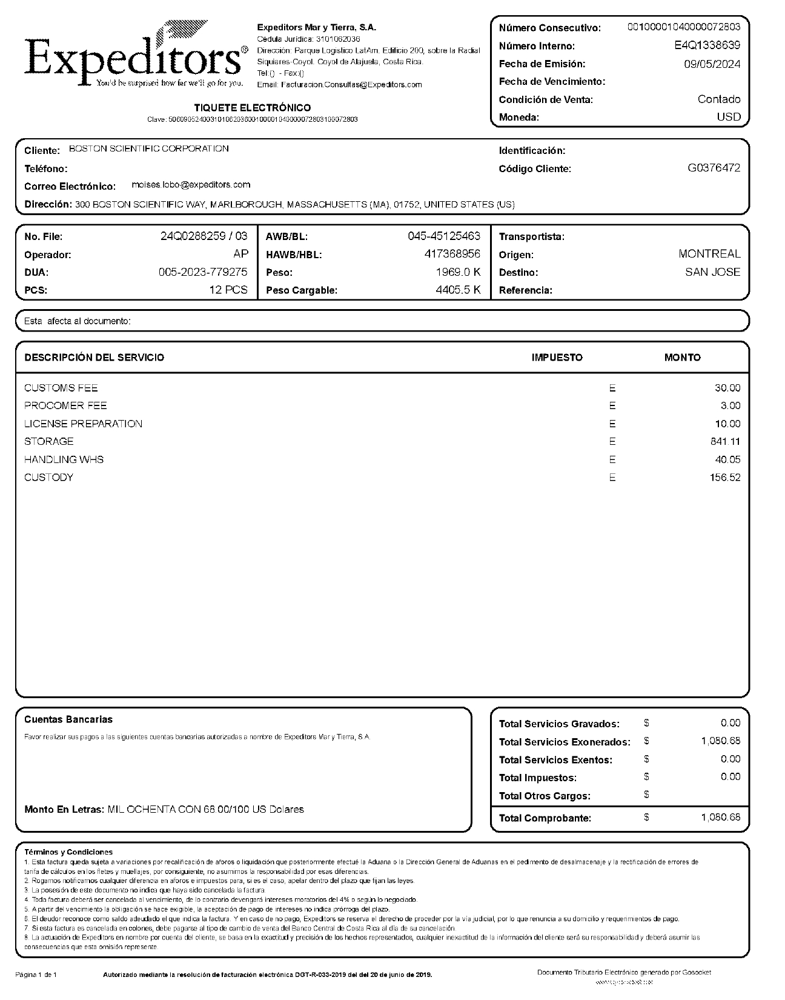 Expeditors®
You'd be surprised how far we'll go for you.
Expeditors Mar y Tierra, S.A.
Cédula Jurídica: 3101062036
Dirección: Parque Logistico LatAm. Edificio 200, sobre la Radial
Siquiares-Coyol. Coyol de Alajuela, Costa Rica.
Tel:() - Fax:()
Email: Facturacion.Consultas@Expeditors.com
TIQUETE ELECTRÓNICO
Clave: 50609052400310106203600100001040000072803100072803
Número Consecutivo: 00100001040000072803
Número Interno: E4Q1338639
Fecha de Emisión: 09/05/2024
Fecha de Vencimiento:
Condición de Venta: Contado
Moneda: USD
Cliente: BOSTON SCIENTIFIC CORPORATION Identificación:
Teléfono: Código Cliente: G0376472
Correo Electrónico: moises.lobo@expeditors.com
Dirección: 300 BOSTON SCIENTIFIC WAY, MARLBOROUGH, MASSACHUSETTS (MA), 01752, UNITED STATES (US)
No. File: 24Q0288259 / 03 AWB/BL: 045-45125463 Transportista:
Operador: AP HAWB/HBL: 417368956 Origen: MONTREAL
DUA: 005-2023-779275 Peso: 1969.0 K Destino: SAN JOSE
PCS: 12 PCS Peso Cargable: 4405.5 K Referencia:
Esta afecta al documento:
DESCRIPCIÓN DEL SERVICIO IMPUESTO MONTO
CUSTOMS FEE E 30.00
PROCOMER FEE E 3.00
LICENSE PREPARATION E 10.00
STORAGE E 841.11
HANDLING WHS E 40.05
CUSTODY E 156.52
Cuentas Bancarias
Favor realizar sus pagos a las siguientes cuentas bancarias autorizadas a nombre de Expeditors Mar y Tierra, S.A.
Monto En Letras: MIL OCHENTA CON 68.00/100 US Dolares
Total Servicios Gravados: $ 0.00
Total Servicios Exonerados: $ 1,080.68
Total Servicios Exentos: $ 0.00
Total Impuestos: $ 0.00
Total Otros Cargos: $
Total Comprobante: $ 1,080.68
Términos y Condiciones
1. Esta factura queda sujeta a variaciones por recalificación de aforos o liquidación que posteriormente efectué la Aduana o la Dirección General de Aduanas en el pedimento de desalmacenaje y la rectificación de errores de
tarifa de cálculos en los fletes y muellajes, por consiguiente, no asumimos la responsabilidad por esas diferencias.
2. Rogamos notificarnos cualquier diferencia en aforos e impuestos para, si es el caso, apelar dentro del plazo que fijan las leyes.
3. La posesión de este documento no indica que haya sido cancelada la factura.
4. Toda factura deberá ser cancelada al vencimiento, de lo contrario devengará intereses moratorios del 4% o según lo negociado.
5. A partir del vencimiento la obligación se hace exigible, la aceptación de pago de intereses no indica prórroga del plazo.
6. El deudor reconoce como saldo adeudado el que indica la factura. Y en caso de no pago, Expeditors se reserva el derecho de proceder por la vía judicial, por lo que renuncia a su domicilio y requerimientos de pago.
7. Si esta factura es cancelada en colones, debe pagarse al tipo de cambio de venta del Banco Central de Costa Rica al día de su cancelación.
8. La actuación de Expeditors en nombre por cuenta del cliente, se basa en la exactitud y precisión de los hechos representados, cualquier inexactitud de la información del cliente será su responsabilidad y deberá asumir las
consecuencias que esta omisión represente.
Página 1 de 1 Autorizado mediante la resolución de facturación electrónica DGT-R-033-2019 del del 20 de junio de 2019. Documento Tributario Electrónico generado por Gosocket